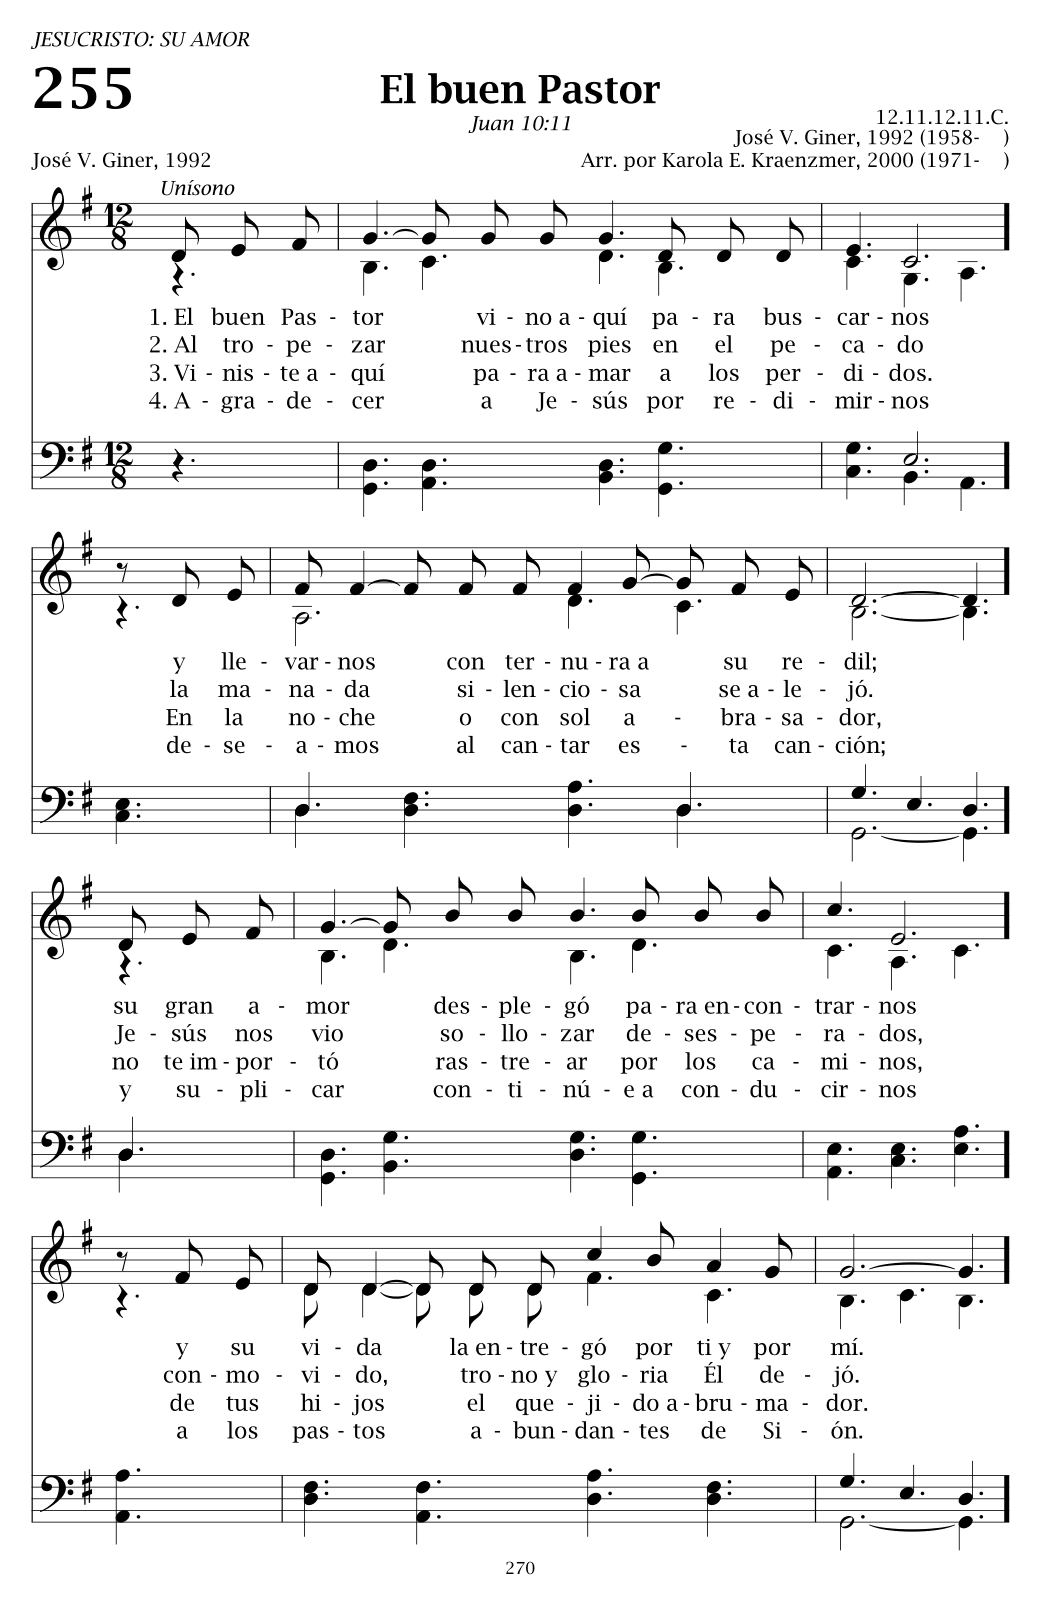 JESUCRISTO: SU AMOR
255
El buen Pastor
Juan 10:11
12.11.12.11.C.
José V. Giner, 1992 (1958-    )
José V. Giner, 1992
Arr. por Karola E. Kraenzmer, 2000 (1971-    )
Unísono
12
8
1. El buen Pas - tor vi - no a - quí pa - ra bus - car - nos
2. Al tro - pe - zar nues - tros pies en el pe - ca - do
3. Vi - nis - te a - quí pa - ra a - mar a los per - di - dos.
4. A - gra - de - cer a Je - sús por re - di - mir - nos
12
8
y lle - var - nos con ter - nu - ra a su re - dil;
la ma - na - da si - len - cio - sa se a - le - jó.
En la no - che o con sol a - bra - sa - dor,
de - se - a - mos al can - tar es - ta can - ción;
su gran a - mor des - ple - gó pa - ra en - con - trar - nos
Je - sús nos vio so - llo - zar de - ses - pe - ra - dos,
no te im - por - tó ras - tre - ar por los ca - mi - nos,
y su - pli - car con - ti - nú - e a con - du - cir - nos
y su vi - da la en - tre - gó por ti y por mí.
con - mo - vi - do, tro - no y glo - ria Él de - jó.
de tus hi - jos el que - ji - do a - bru - ma - dor.
a los pas - tos a - bun - dan - tes de Si - ón.
270